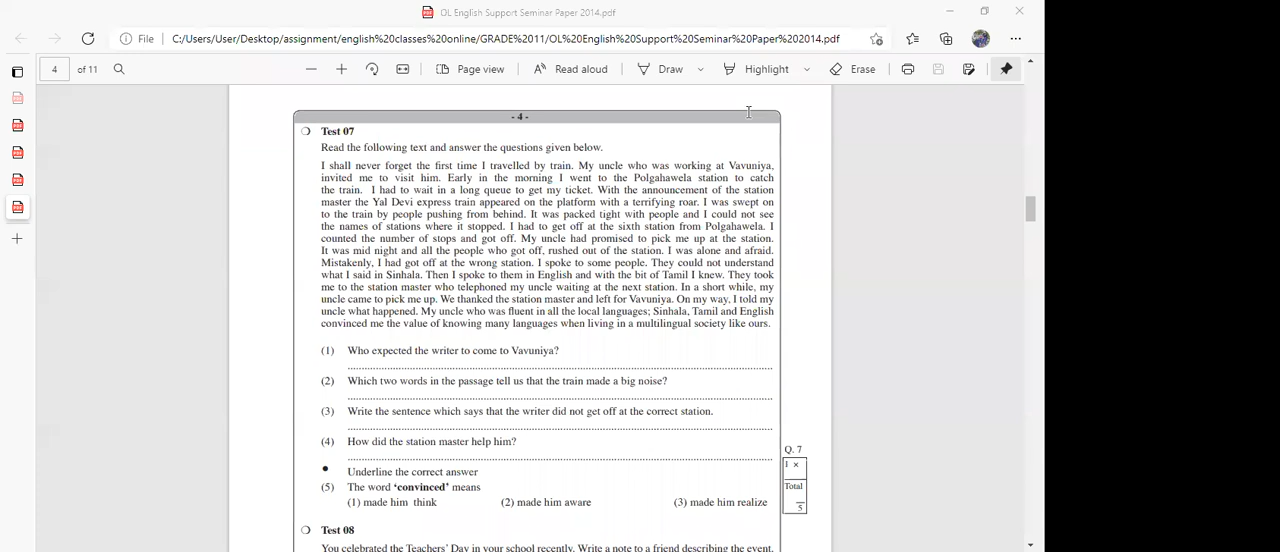 OL English Support Seminar Paper 2014.pdf
File C:/Users/User/Desktop/assignment/english%20classes%20online/GRADE%2011/OL%20English%20Support%20Seminar%20Paper%202014.pdf
4 of 11 Page view Read aloud Draw Highlight Erase
- 4 -
Test 07
Read the following text and answer the questions given below.
I shall never forget the first time I travelled by train. My uncle who was working at Vavuniya,
invited me to visit him. Early in the morning I went to the Polgahawela station to catch
the train. I had to wait in a long queue to get my ticket. With the announcement of the station
master the Yal Devi express train appeared on the platform with a terrifying roar. I was swept on
to the train by people pushing from behind. It was packed tight with people and I could not see
the names of stations where it stopped. I had to get off at the sixth station from Polgahawela. I
counted the number of stops and got off. My uncle had promised to pick me up at the station.
It was mid night and all the people who got off, rushed out of the station. I was alone and afraid.
Mistakenly, I had got off at the wrong station. I spoke to some people. They could not understand
what I said in Sinhala. Then I spoke to them in English and with the bit of Tamil I knew. They took
me to the station master who telephoned my uncle waiting at the next station. In a short while, my
uncle came to pick me up. We thanked the station master and left for Vavuniya. On my way, I told my
uncle what happened. My uncle who was fluent in all the local languages; Sinhala, Tamil and English
convinced me the value of knowing many languages when living in a multilingual society like ours.
(1) Who expected the writer to come to Vavuniya?
(2) Which two words in the passage tell us that the train made a big noise?
(3) Write the sentence which says that the writer did not get off at the correct station.
(4) How did the station master help him?
• Underline the correct answer
(5) The word ‘convinced’ means
(1) made him think (2) made him aware (3) made him realize
Q. 7
1 ×
Total
5
Test 08
You celebrated the Teachers’ Day in your school recently. Write a note to a friend describing the event.